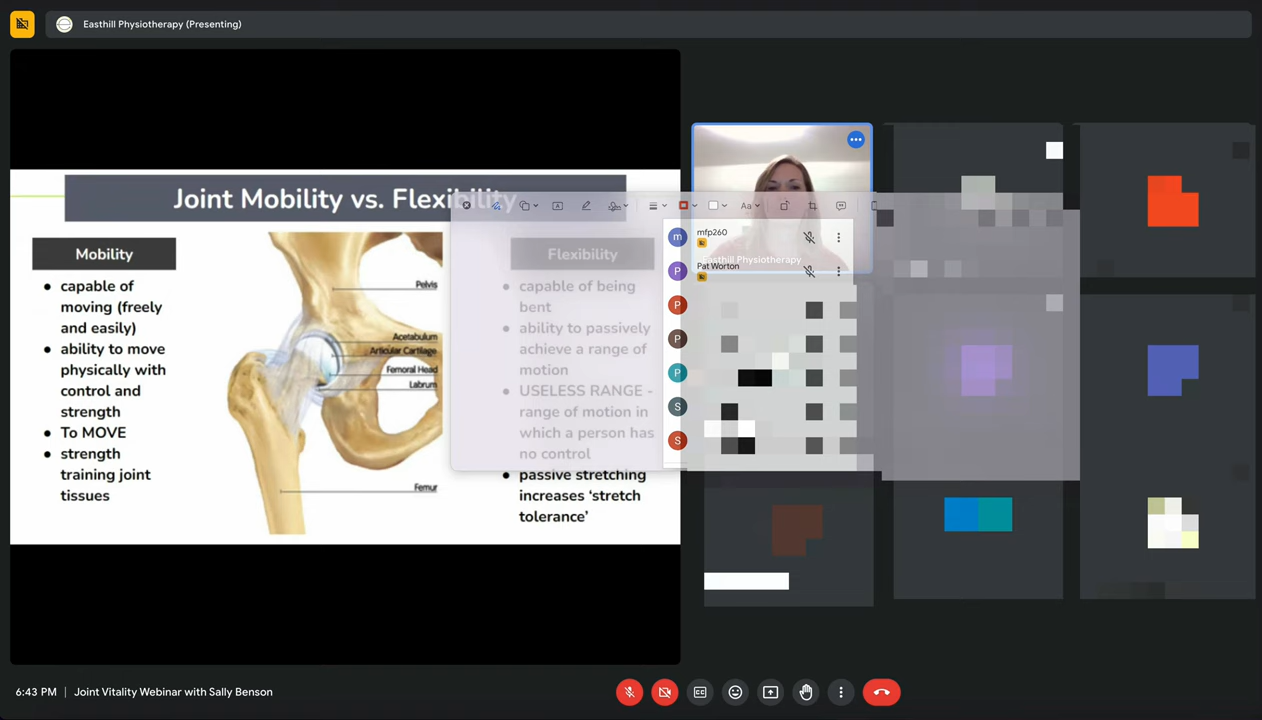 Easthill Physiotherapy (Presenting)
Joint Mobility vs. Flexibility
Mobility
capable of
moving (freely
and easily)
ability to move
physically with
control and
strength
To MOVE
strength
training joint
tissues
Pelvis
Acetabulum
Articular Cartilage
Femoral Head
Labrum
Femur
Flexibility
capable of being
bent
ability to passively
achieve a range of
motion
USELESS RANGE -
range of motion in
which a person has
no control
passive stretching
increases ‘stretch
tolerance’
Aa
m
mfp260
Easthill Physiotherapy
P
Pat Worton
P
P
P
S
S
6:43 PM | Joint Vitality Webinar with Sally Benson
CC